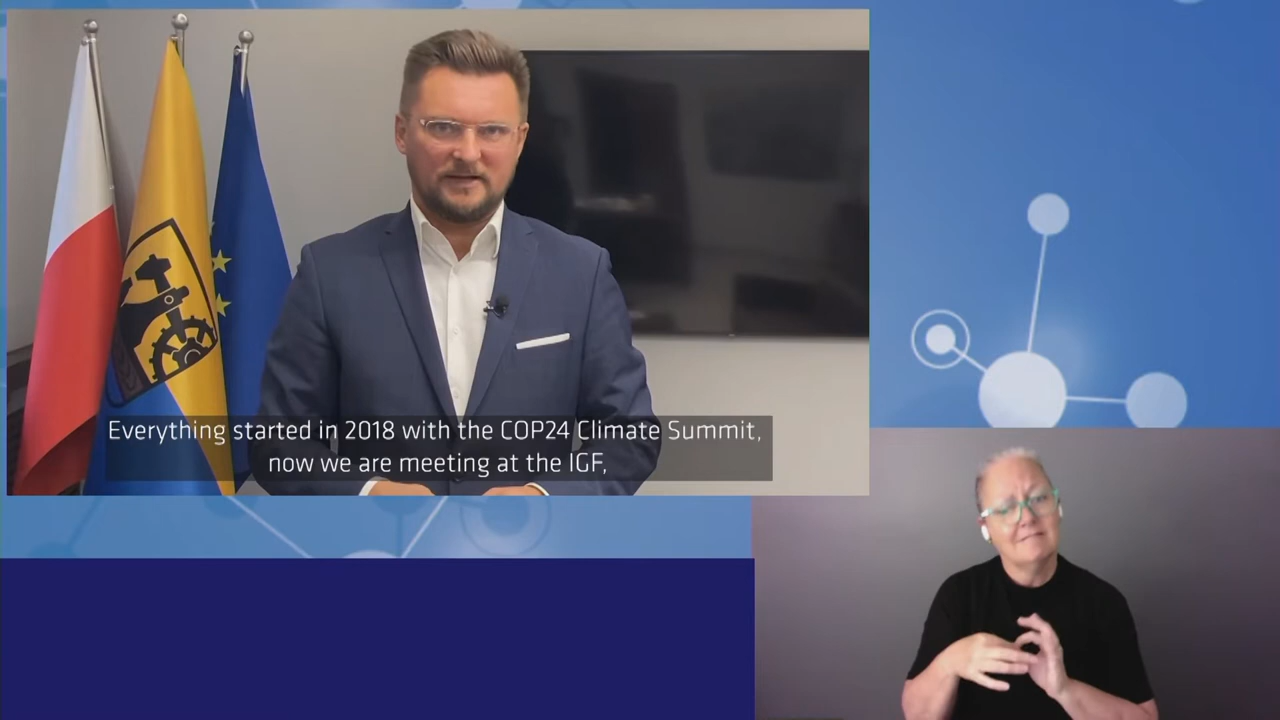 Everything started in 2018 with the COP24 Climate Summit,
now we are meeting at the IGF,